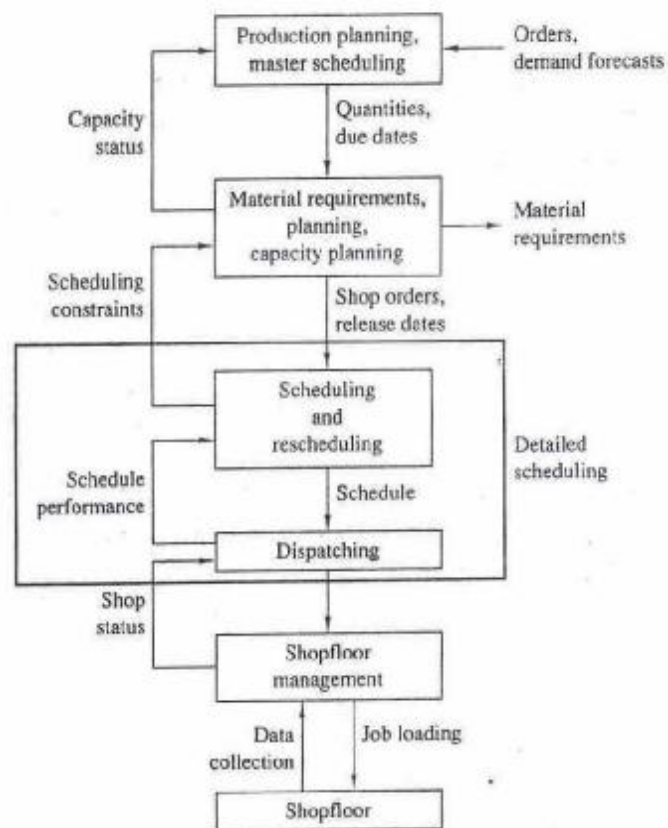 Production planning,
master scheduling
Orders,
demand forecasts
Capacity
status
Quantities,
due dates
Material requirements,
planning,
capacity planning
Material
requirements
Scheduling
constraints
Shop orders,
release dates
Scheduling
and
rescheduling
Detailed
scheduling
Schedule
performance
Schedule
Dispatching
Shop
status
Shopfloor
management
Data
collection
Job loading
Shopfloor